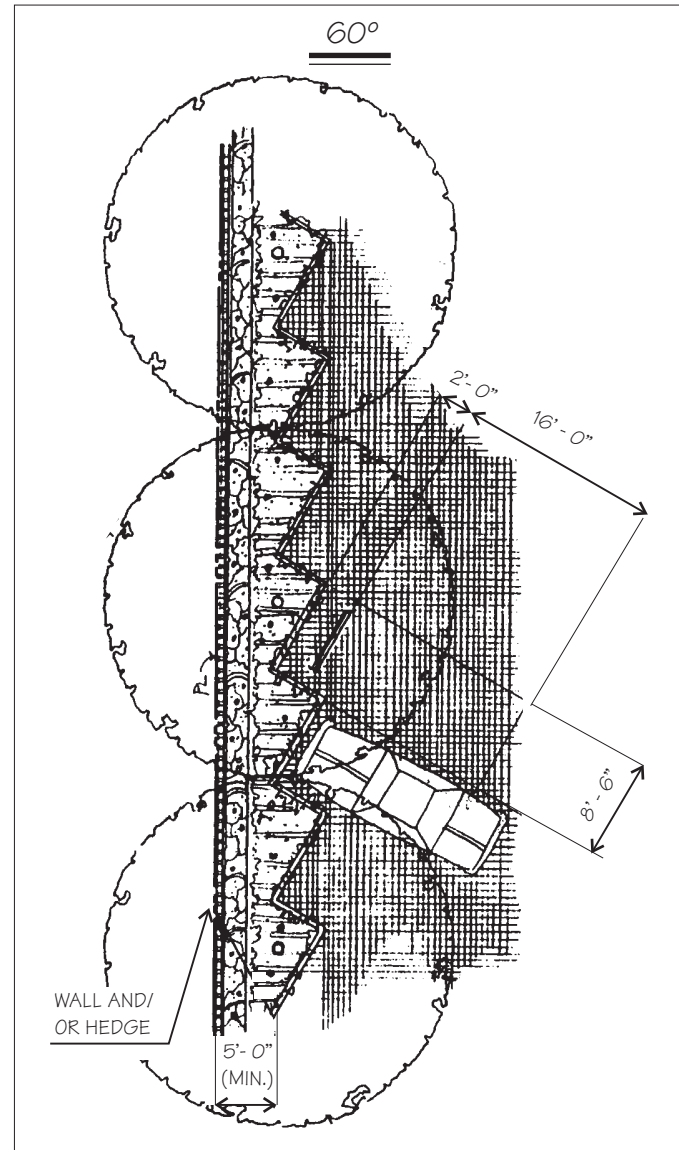 60°
2'-0"
16'-0"
PL
8'-6"
WALL AND/
OR HEDGE
5'-0"
(MIN.)